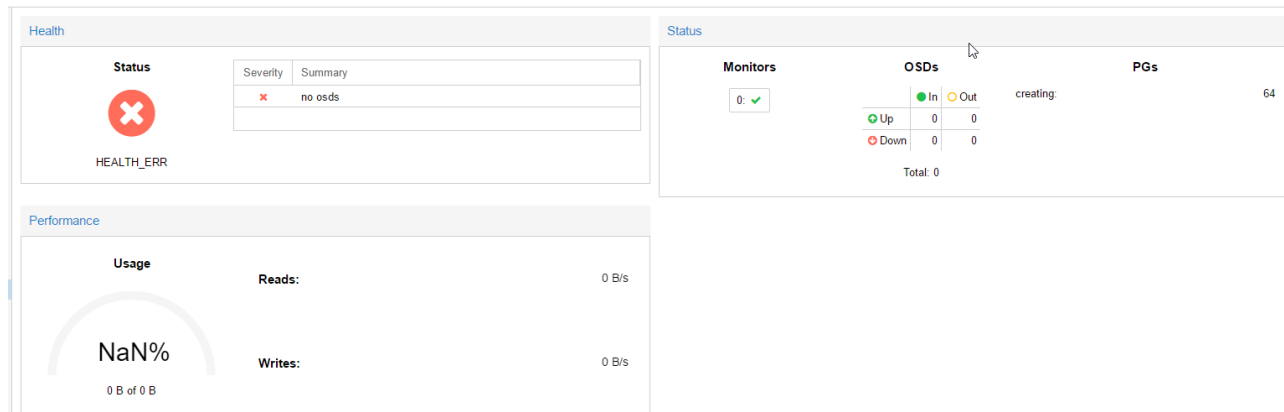 Health
Status
Severity Summary
no osds
HEALTH_ERR
Status
Monitors
0:
OSDs
In Out
Up 0 0
Down 0 0
Total: 0
PGs
creating: 64
Performance
Usage
NaN%
0 B of 0 B
Reads: 0 B/s
Writes: 0 B/s